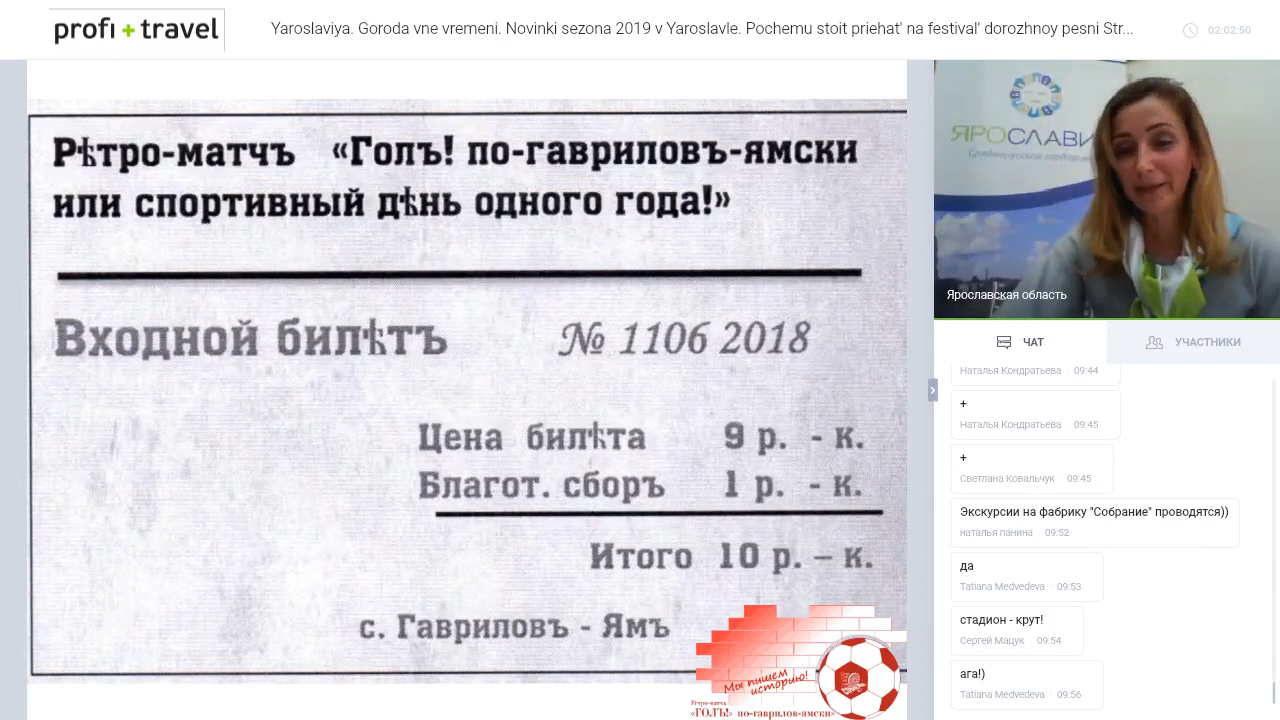 profi + travel
Yaroslaviya. Goroda vne vremeni. Novinki sezona 2019 v Yaroslavle. Pochemu stoit priehat' na festival' dorozhnoy pesni Str...
02:02:50
Рѣтро-матчъ «Голъ! по-гавриловъ-ямски
или спортивный дѣнь одного года!»
Входной билѣтъ № 1106 2018
Цена билѣта 9 р. - к.
Благот. сборъ 1 р. - к.
Итого 10 р. – к.
с. Гавриловъ - Ямъ
Мы пишем
историю!
Ретро-матчъ
«ГОЛЪ!» по-гаврилов-ямски»
ЯРОСЛАВИ
Ярославская область
ЧАТ
УЧАСТНИКИ
Наталья Кондратьева 09:44
+
Наталья Кондратьева 09:45
+
Светлана Ковальчук 09:45
Экскурсии на фабрику "Собрание" проводятся))
наталья панина 09:52
да
Tatiana Medvedeva 09:53
стадион - крут!
Сергей Мацук 09:54
ага!)
Tatiana Medvedeva 09:56